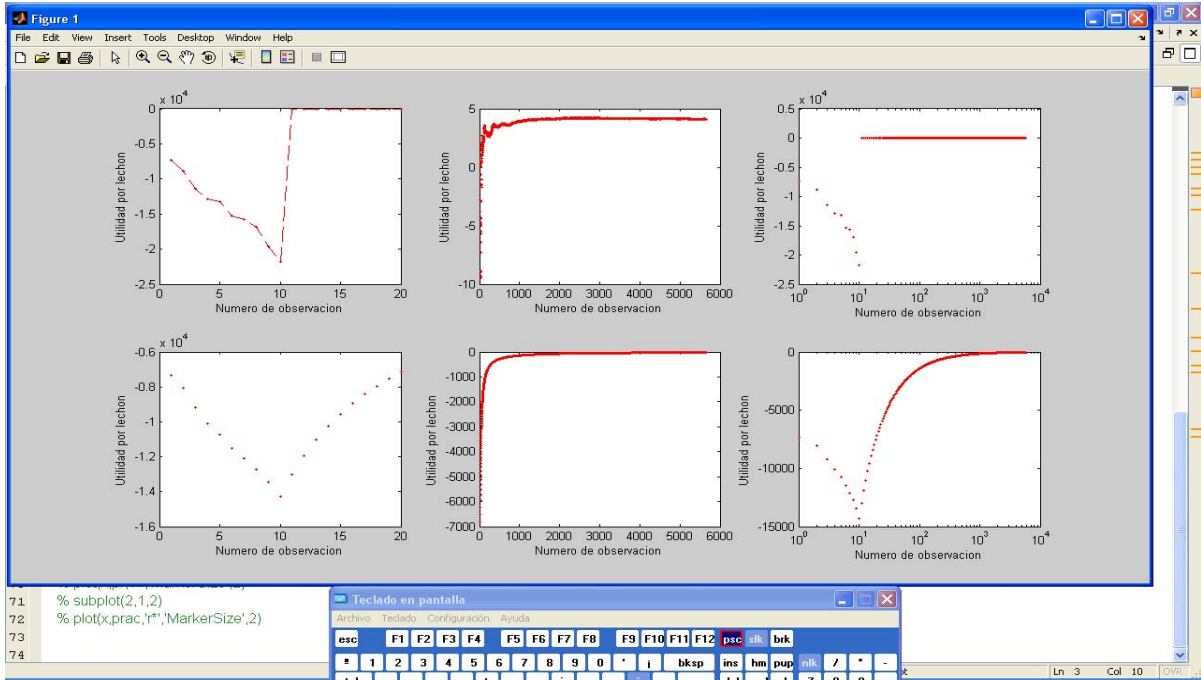 Figure 1
File Edit View Insert Tools Desktop Window Help
x 10^4
0
-0.5
-1
-1.5
-2
-2.5
0 5 10 15 20
Utilidad por lechon
Numero de observacion
5
0
-5
-10
0 1000 2000 3000 4000 5000 6000
Utilidad por lechon
Numero de observacion
x 10^4
0.5
0
-0.5
-1
-1.5
-2
-2.5
10^0 10^1 10^2 10^3 10^4
Utilidad por lechon
Numero de observacion
x 10^4
-0.6
-0.8
-1
-1.2
-1.4
-1.6
0 5 10 15 20
Utilidad por lechon
Numero de observacion
0
-1000
-2000
-3000
-4000
-5000
-6000
-7000
0 1000 2000 3000 4000 5000 6000
Utilidad por lechon
Numero de observacion
0
-5000
-10000
-15000
10^0 10^1 10^2 10^3 10^4
Utilidad por lechon
Numero de observacion
71 % subplot(2,1,2)
72 % plot(x,prac,'r*','MarkerSize',2)
73
74
Teclado en pantalla
Archivo Teclado Configuración Ayuda
esc F1 F2 F3 F4 F5 F6 F7 F8 F9 F10 F11 F12 psc slk brk
1 2 3 4 5 6 7 8 9 0 ' ¡ bksp ins hm pup nlk / * -
Ln 3 Col 10 OVR